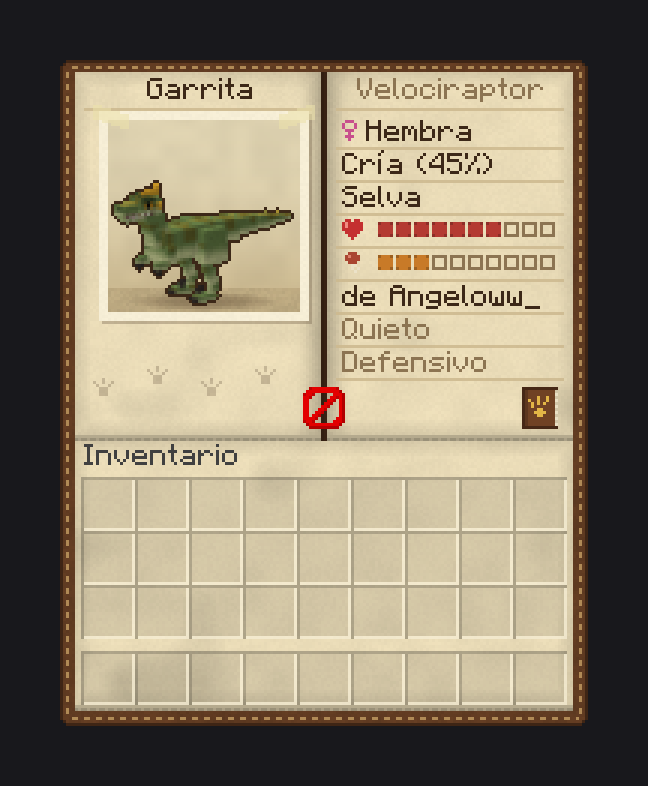 Garrita
Velociraptor
♀ Hembra
Cría (45%)
Selva
de Angeloww_
Quieto
Defensivo
Inventario